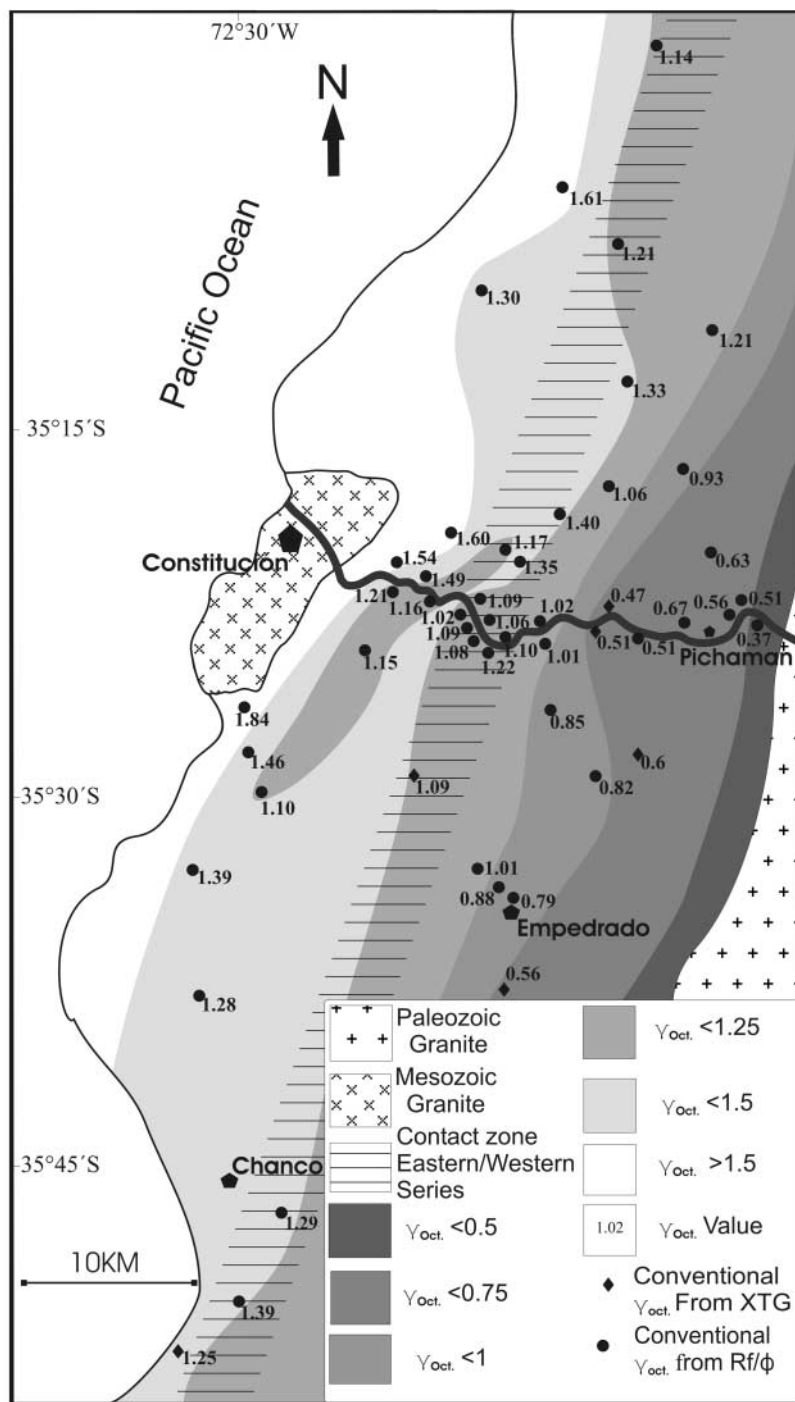 72°30´W
N
1.14
1.61
1.21
Pacific Ocean
1.30
1.21
1.33
35°15´S
0.93
1.06
1.40
1.60
1.17
Constitución
1.54
1.35
0.63
1.49
1.21
1.16
1.09
1.02
0.47
0.51
0.56
0.67
1.02
1.06
1.09
1.10
0.51
0.51
0.37
Pichaman
1.08
1.22
1.01
1.15
1.84
0.85
1.46
0.6
1.09
0.82
1.10
35°30´S
1.39
1.01
0.88
0.79
Empedrado
0.56
1.28
Paleozoic
Granite
γOct. <1.25
Mesozoic
Granite
γOct. <1.5
Contact zone
Eastern/Western
Series
γOct. >1.5
35°45´S
Chanco
γOct. <0.5
1.02
γOct. Value
1.29
10KM
γOct. <0.75
Conventional
γOct. From XTG
1.39
γOct. <1
Conventional
γOct. from Rf/ϕ
1.25